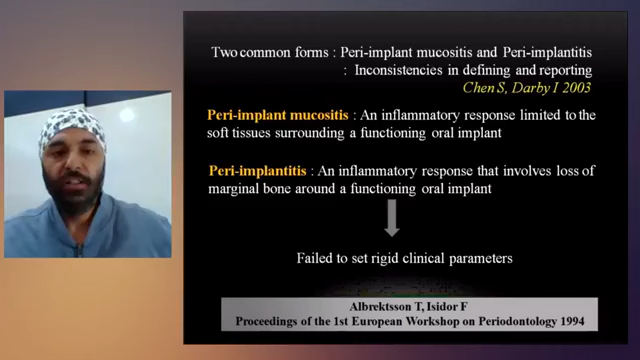 Two common forms : Peri-implant mucositis and Peri-implantitis
: Inconsistencies in defining and reporting
Chen S, Darby I 2003
Peri-implant mucositis : An inflammatory response limited to the
soft tissues surrounding a functioning oral implant
Peri-implantitis : An inflammatory response that involves loss of
marginal bone around a functioning oral implant
Failed to set rigid clinical parameters
Albrektsson T, Isidor F
Proceedings of the 1st European Workshop on Periodontology 1994